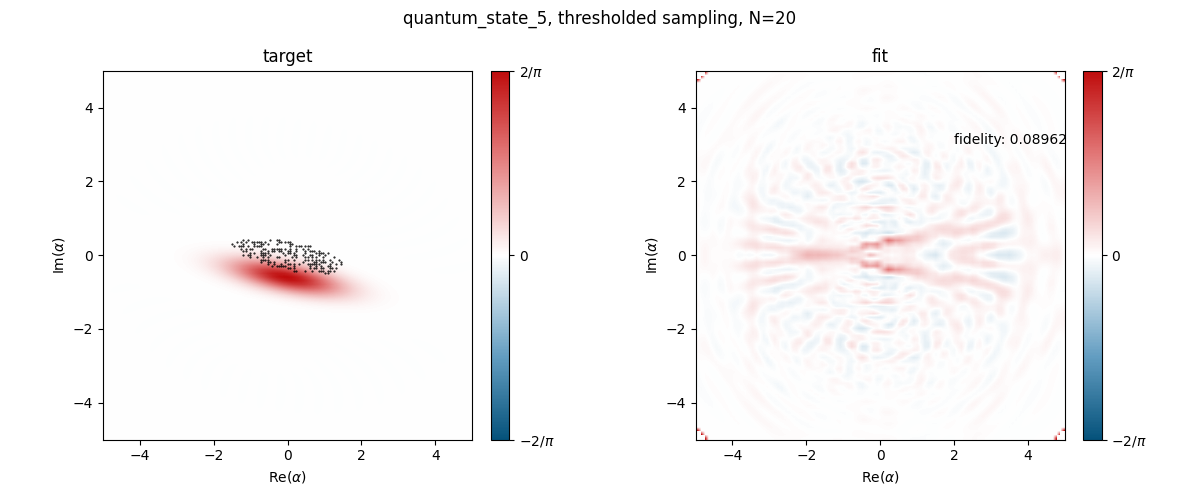 quantum_state_5, thresholded sampling, N=20
target
4
2
0
−2
−4
Im(α)
−4 −2 0 2 4
Re(α)
2/π
0
−2/π
fit
fidelity: 0.08962
4
2
0
−2
−4
Im(α)
−4 −2 0 2 4
Re(α)
2/π
0
−2/π